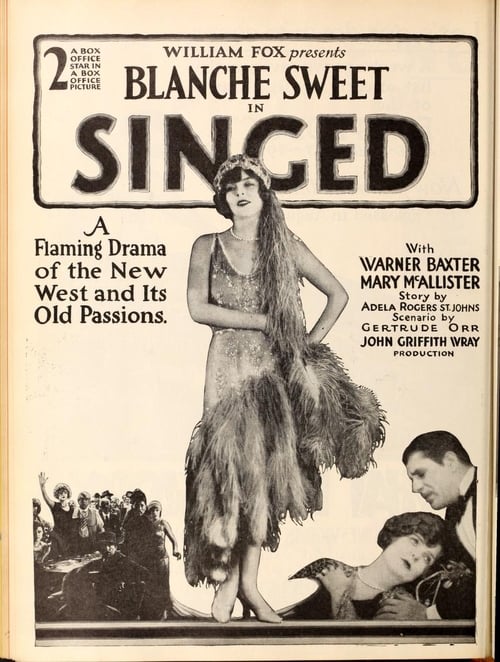 2 A BOX
OFFICE
STAR IN
A BOX
OFFICE
PICTURE
WILLIAM FOX presents
BLANCHE SWEET
IN
SINGED
A
Flaming Drama
of the New
West and Its
Old Passions.
With
WARNER BAXTER
MARY McALLISTER
Story by
ADELA ROGERS ST. JOHNS
Scenario by
GERTRUDE ORR
JOHN GRIFFITH WRAY
PRODUCTION